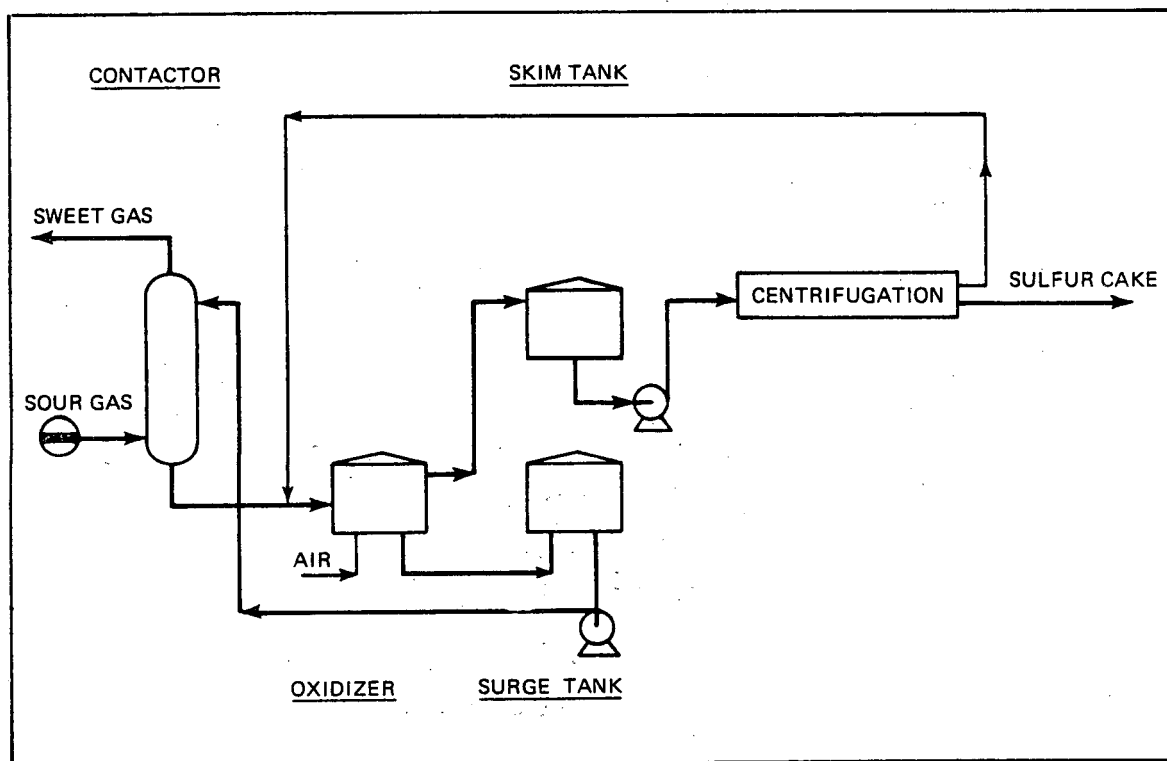 CONTACTOR
SKIM TANK
SWEET GAS
CENTRIFUGATION
SULFUR CAKE
SOUR GAS
AIR
OXIDIZER
SURGE TANK